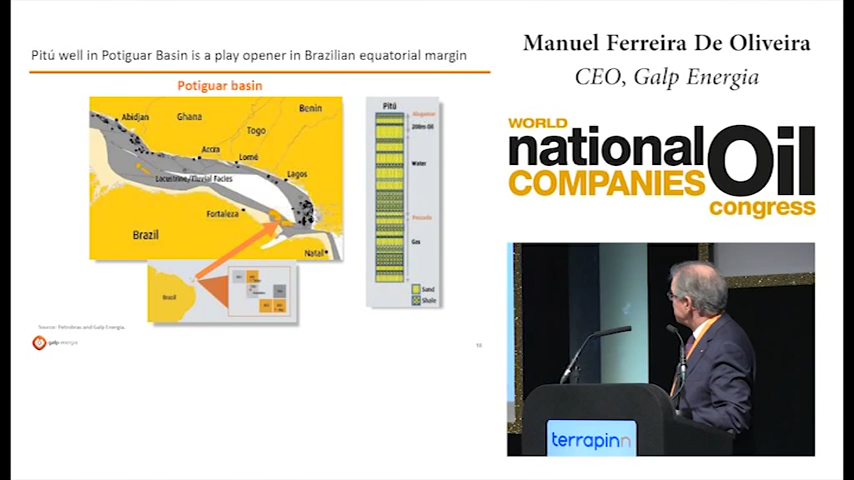 Pitú well in Potiguar Basin is a play opener in Brazilian equatorial margin
Potiguar basin
Abidjan
Ghana
Benin
Togo
Accra
Lomé
Lagos
Lacustrine/Fluvial Facies
Fortaleza
Brazil
Natal
Brazil
Pitú
Alagamar
200m Oil
Water
Pescada
Gas
Sand
Shale
Source: Petrobras and Galp Energia.
galp energia
10
Manuel Ferreira De Oliveira
CEO, Galp Energia
WORLD
national Oil
COMPANIES
congress
terrapinn